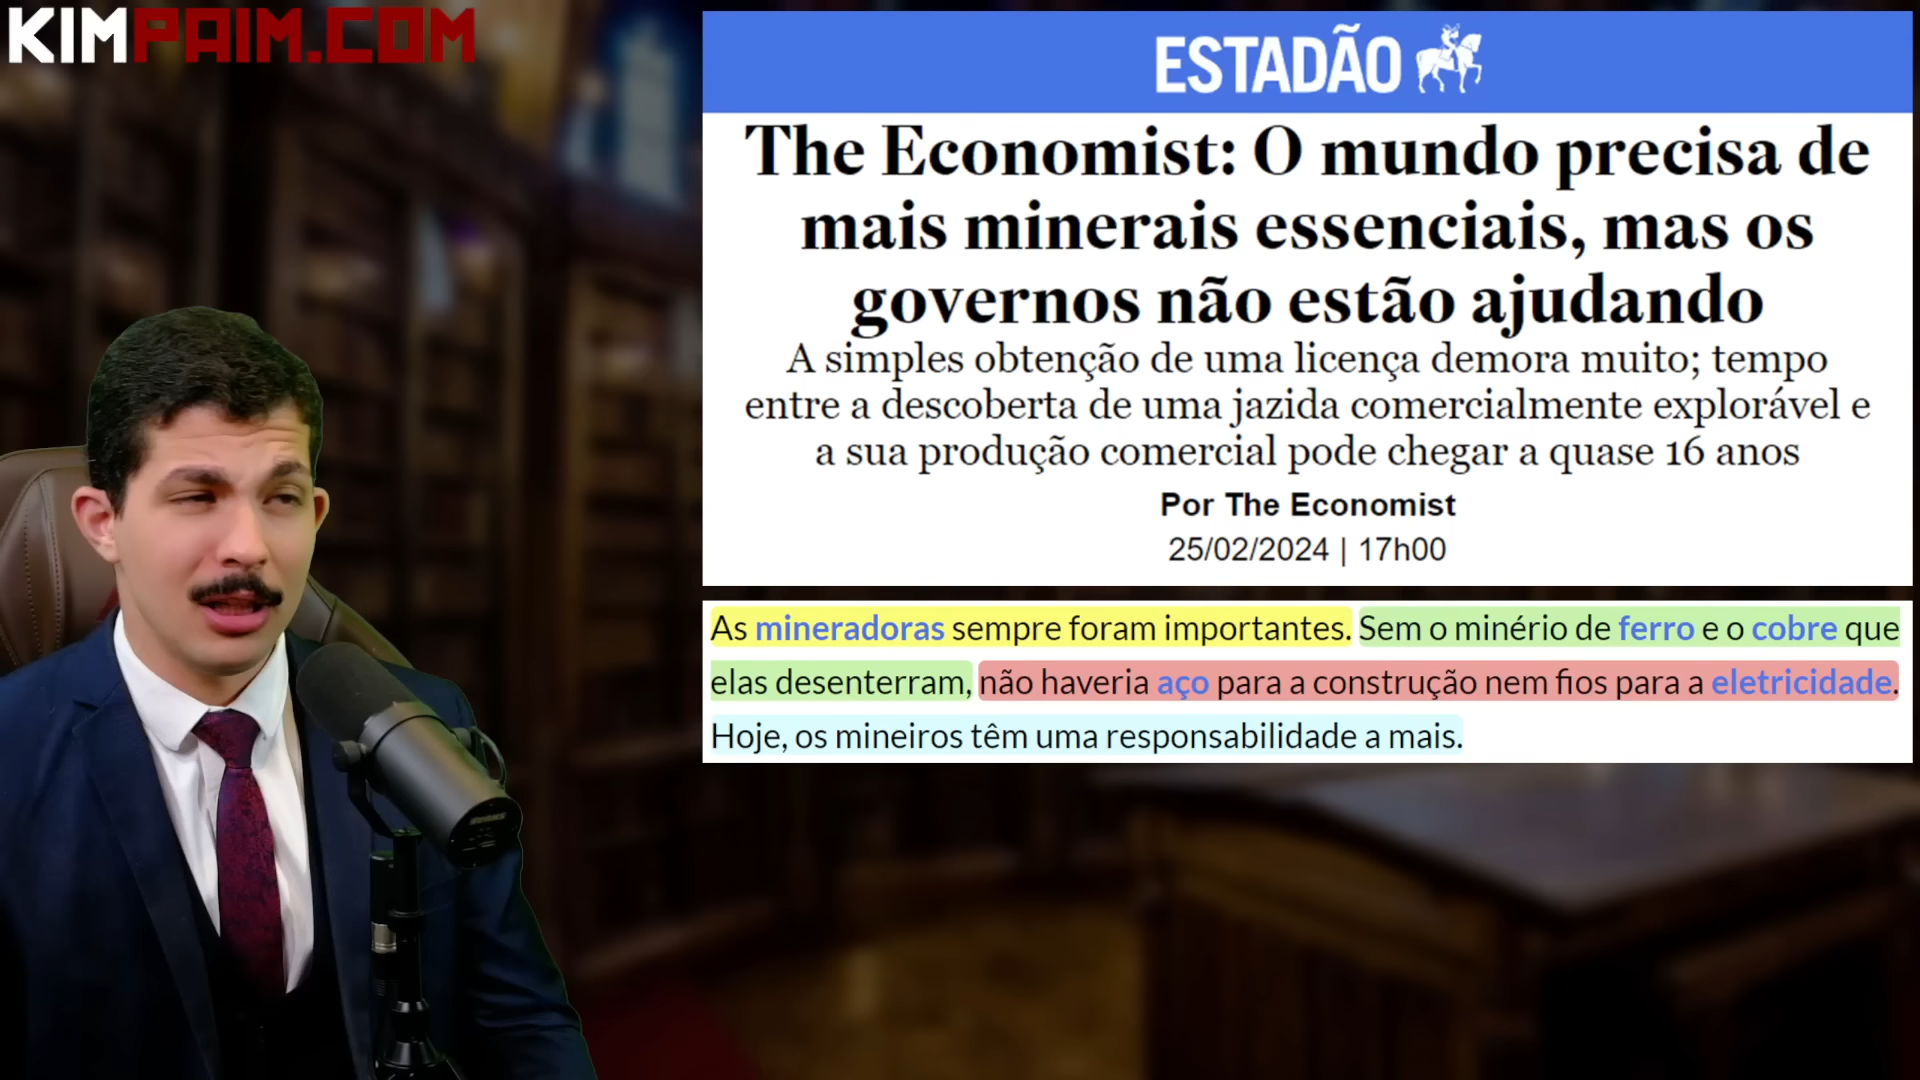 KIMPAIM.COM
ESTADÃO
The Economist: O mundo precisa de
mais minerais essenciais, mas os
governos não estão ajudando
A simples obtenção de uma licença demora muito; tempo
entre a descoberta de uma jazida comercialmente explorável e
a sua produção comercial pode chegar a quase 16 anos
Por The Economist
25/02/2024 | 17h00
As mineradoras sempre foram importantes. Sem o minério de ferro e o cobre que
elas desenterram, não haveria aço para a construção nem fios para a eletricidade.
Hoje, os mineiros têm uma responsabilidade a mais.